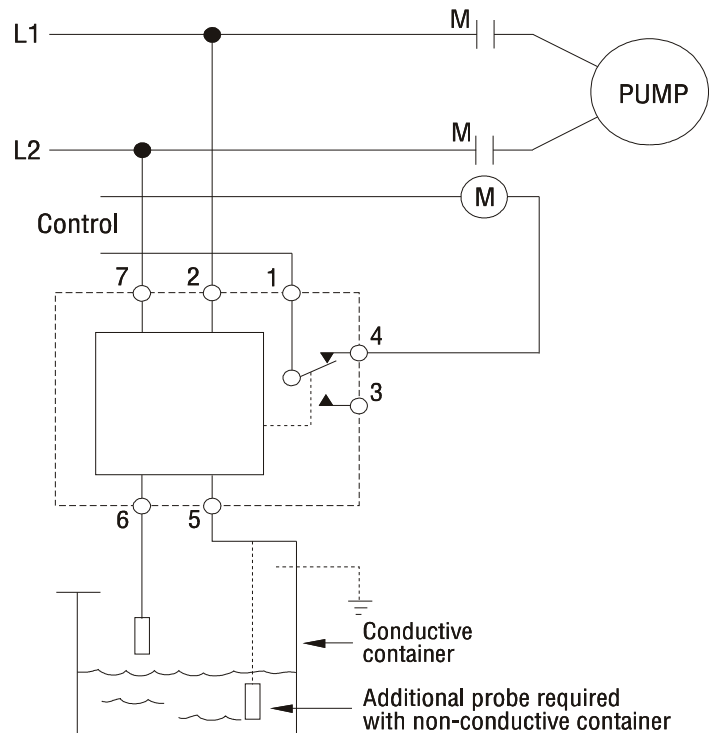 L1
M
PUMP
L2
M
M
Control
7
2
1
4
3
6
5
Conductive
container
Additional probe required
with non-conductive container